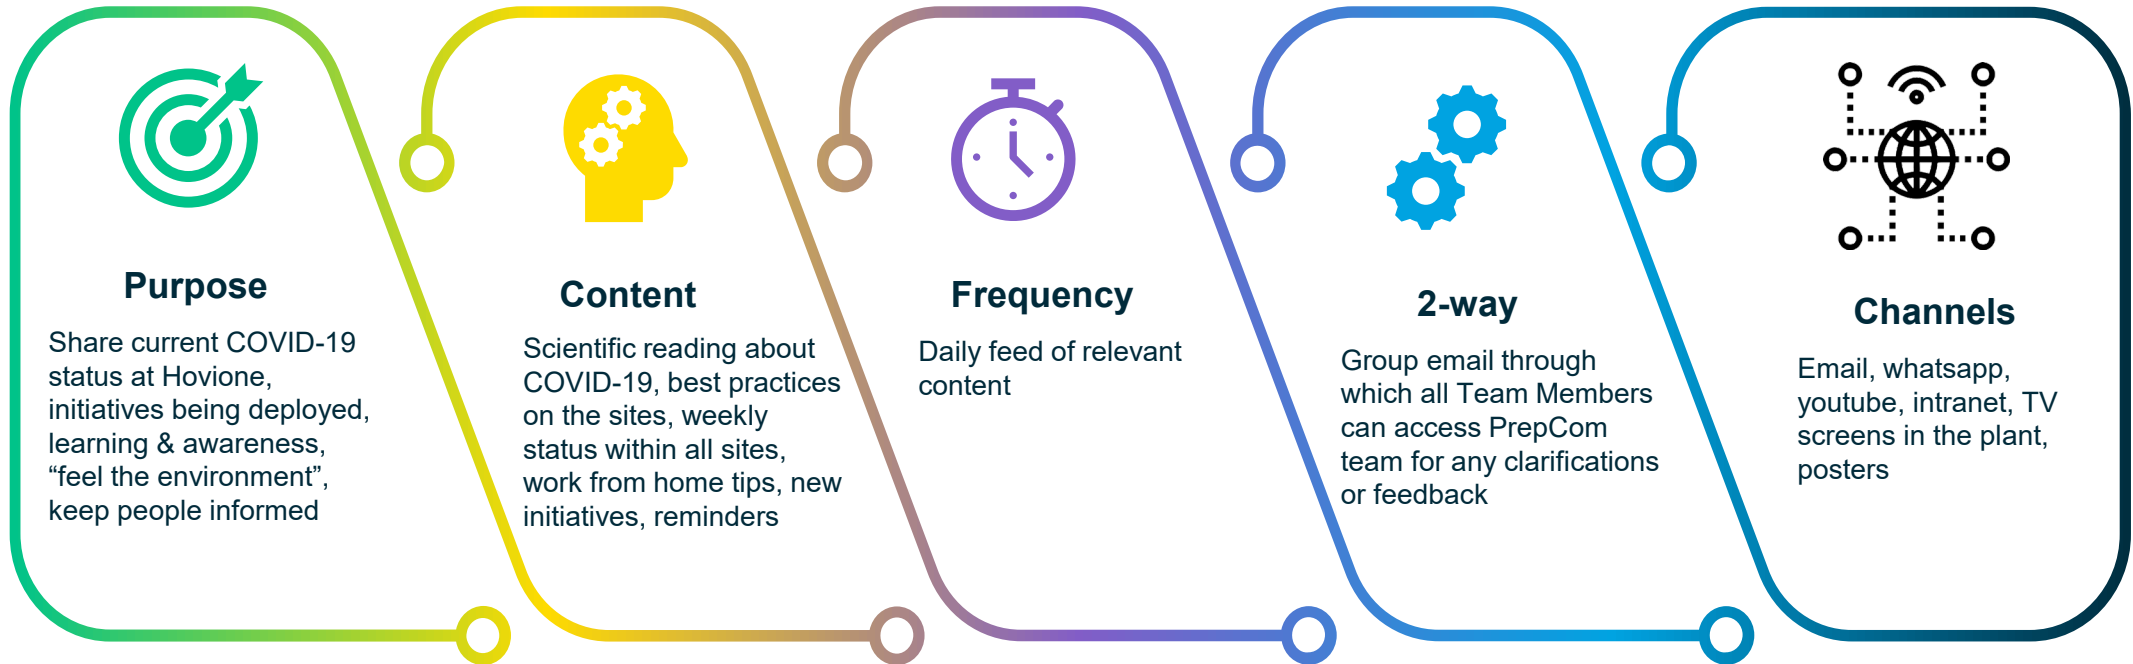 Purpose
Share current COVID-19
status at Hovione,
initiatives being deployed,
learning & awareness,
“feel the environment”,
keep people informed
Content
Scientific reading about
COVID-19, best practices
on the sites, weekly
status within all sites,
work from home tips, new
initiatives, reminders
Frequency
Daily feed of relevant
content
2-way
Group email through
which all Team Members
can access PrepCom
team for any clarifications
or feedback
Channels
Email, whatsapp,
youtube, intranet, TV
screens in the plant,
posters